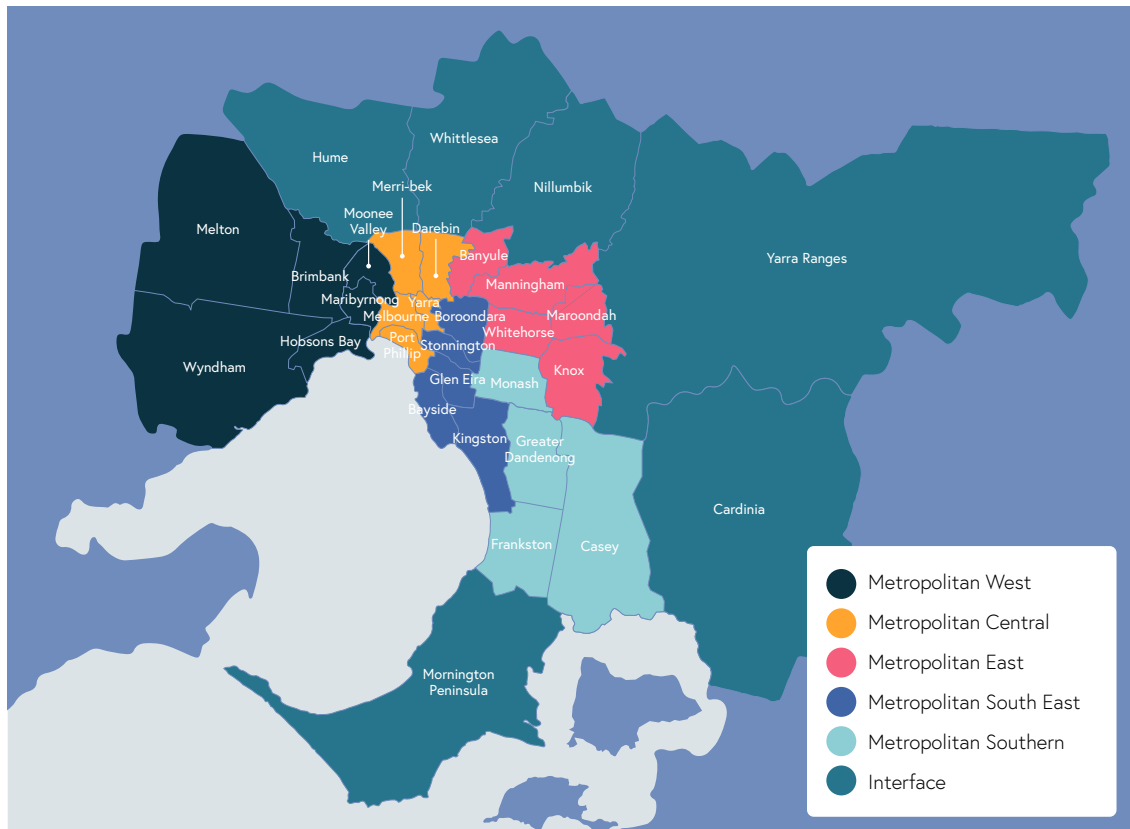 Whittlesea
Hume
Merri-bek
Nillumbik
Moonee
Valley
Darebin
Melton
Banyule
Yarra Ranges
Brimbank
Manningham
Maribyrnong
Yarra
Melbourne
Boroondara
Maroondah
Whitehorse
Hobsons Bay
Port
Phillip
Stonnington
Wyndham
Glen Eira
Monash
Knox
Bayside
Kingston
Greater
Dandenong
Cardinia
Frankston
Casey
Mornington
Peninsula
Metropolitan West
Metropolitan Central
Metropolitan East
Metropolitan South East
Metropolitan Southern
Interface